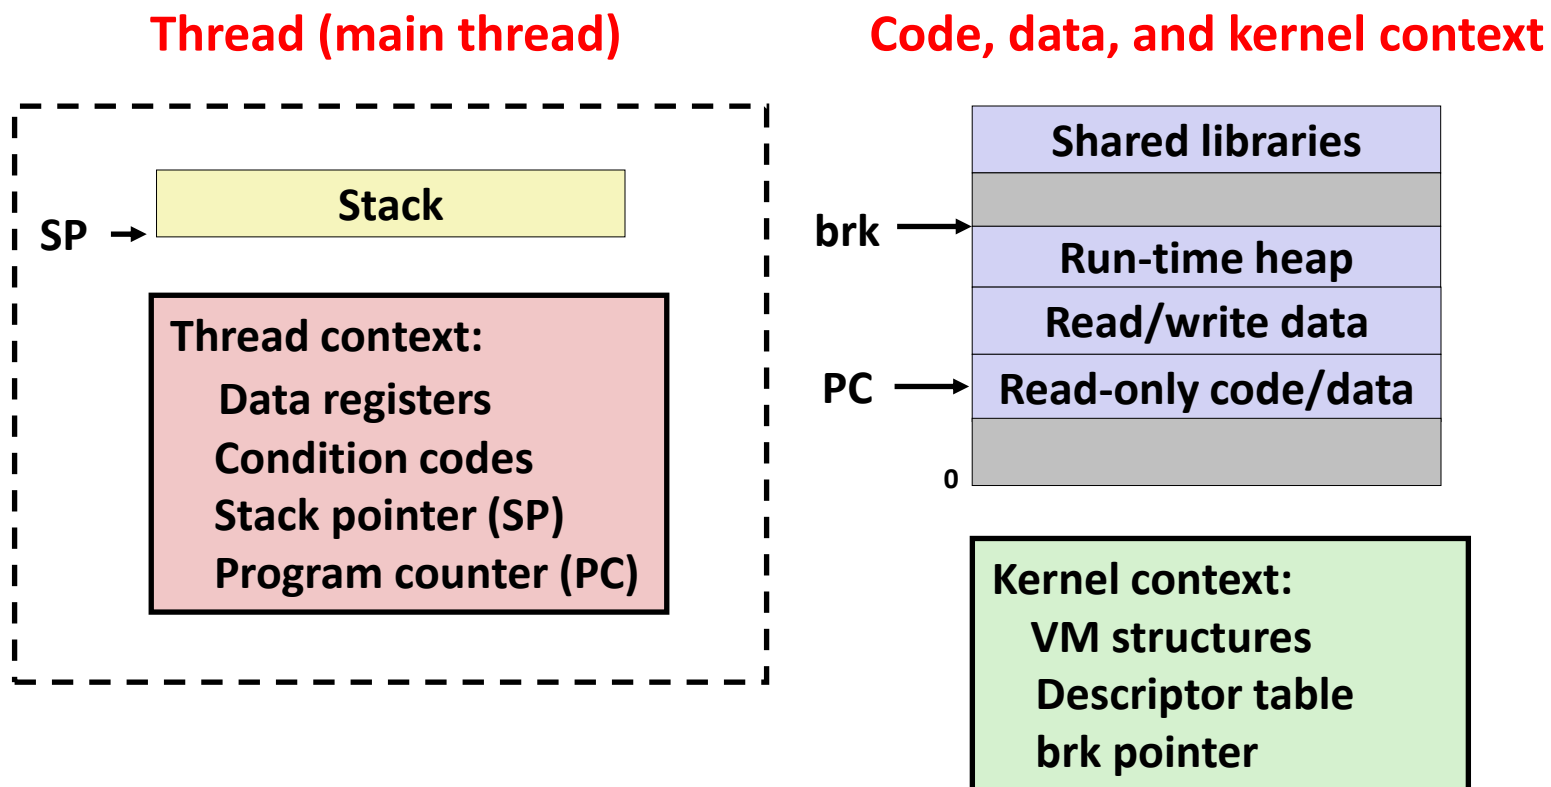 Thread (main thread)
Stack
SP
Thread context:
Data registers
Condition codes
Stack pointer (SP)
Program counter (PC)
Code, data, and kernel context
Shared libraries
brk
Run-time heap
Read/write data
PC
Read-only code/data
0
Kernel context:
VM structures
Descriptor table
brk pointer